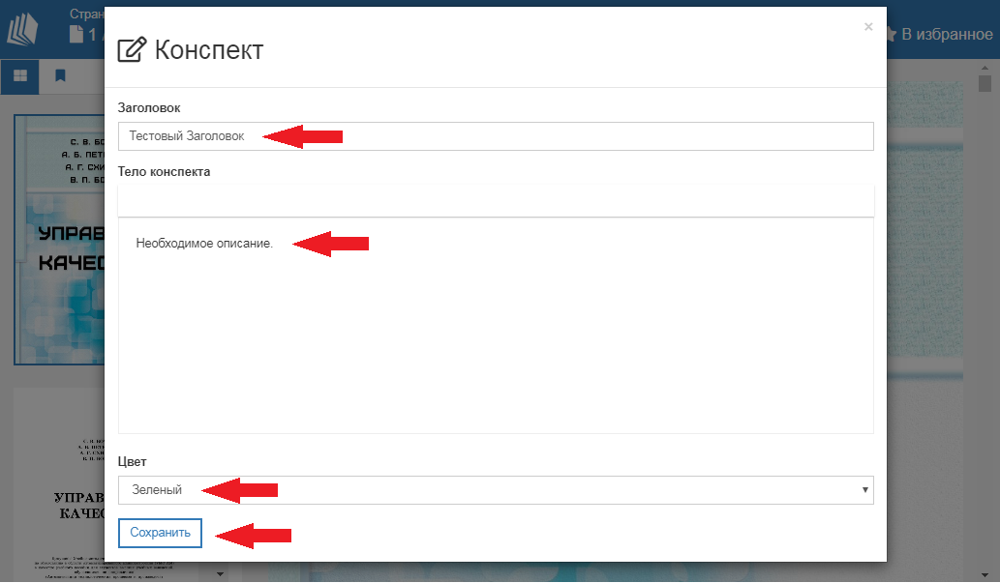 Стран
1 /
В избранное
×
Конспект
Заголовок
Тестовый Заголовок
Тело конспекта
Необходимое описание.
Цвет
Зеленый
Сохранить
С. В. БО
А. Б. ПЕТ
А. Г. СХИ
В. П. БО
УПРАВ
КАЧЕС
УПРАВ
КАЧЕС